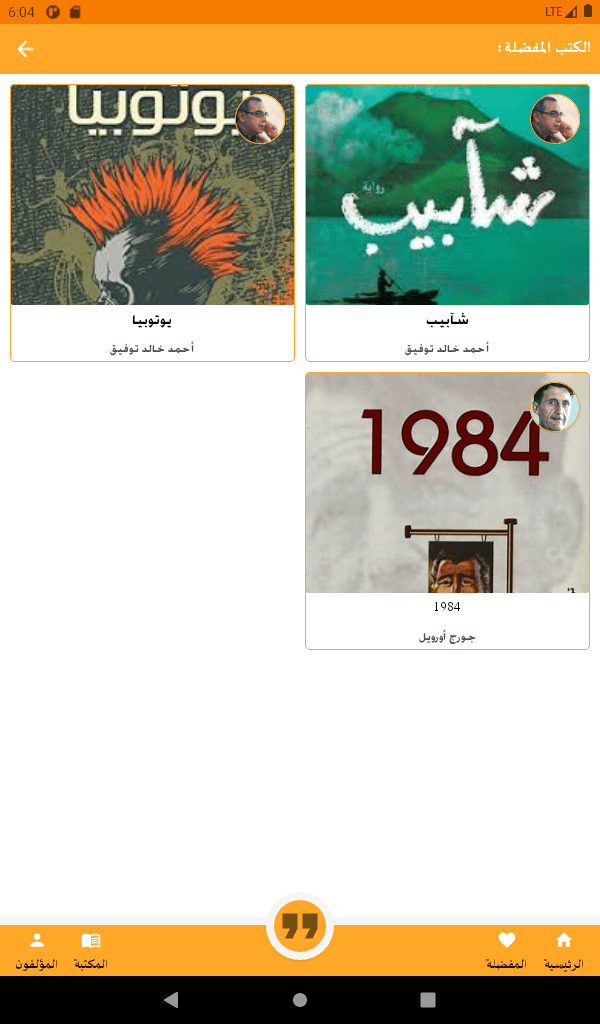 6:04
LTE
الكتب المفضلة :
شآبيب
رواية
شآبيب
أحمد خالد توفيق
يوتوبيا
يوتوبيا
أحمد خالد توفيق
1984
1984
جورج أورويل
الرئيسية
المفضلة
المكتبة
المؤلفون